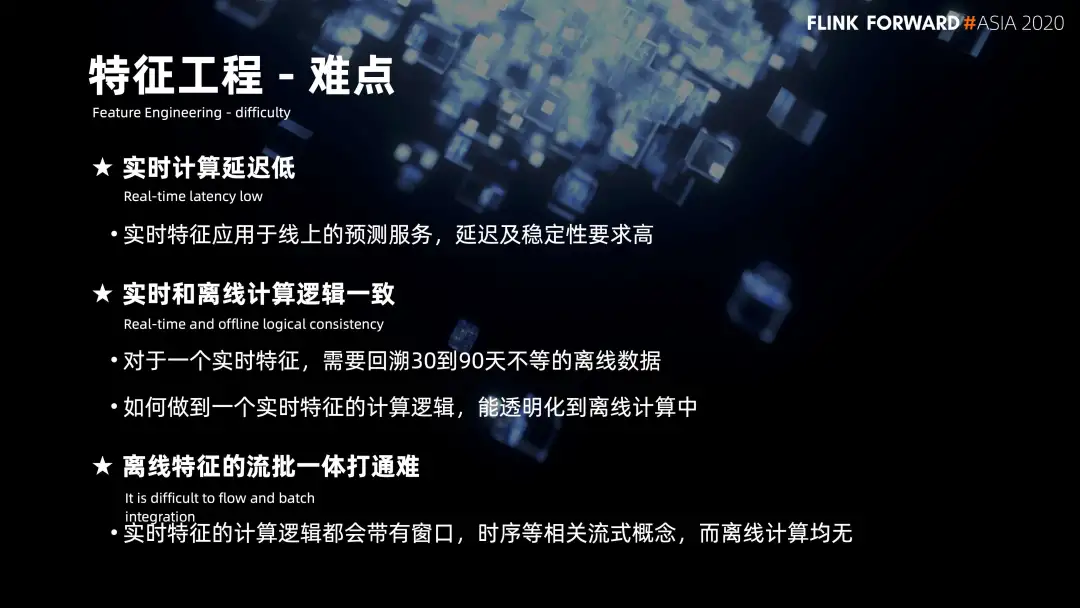 FLINK FORWARD#ASIA 2020
特征工程 - 难点
Feature Engineering - difficulty
★ 实时计算延迟低
Real-time latency low
• 实时特征应用于线上的预测服务，延迟及稳定性要求高
★ 实时和离线计算逻辑一致
Real-time and offline logical consistency
• 对于一个实时特征，需要回溯30到90天不等的离线数据
• 如何做到一个实时特征的计算逻辑，能透明化到离线计算中
★ 离线特征的流批一体打通难
It is difficult to flow and batch
integration
• 实时特征的计算逻辑都会带有窗口，时序等相关流式概念，而离线计算均无